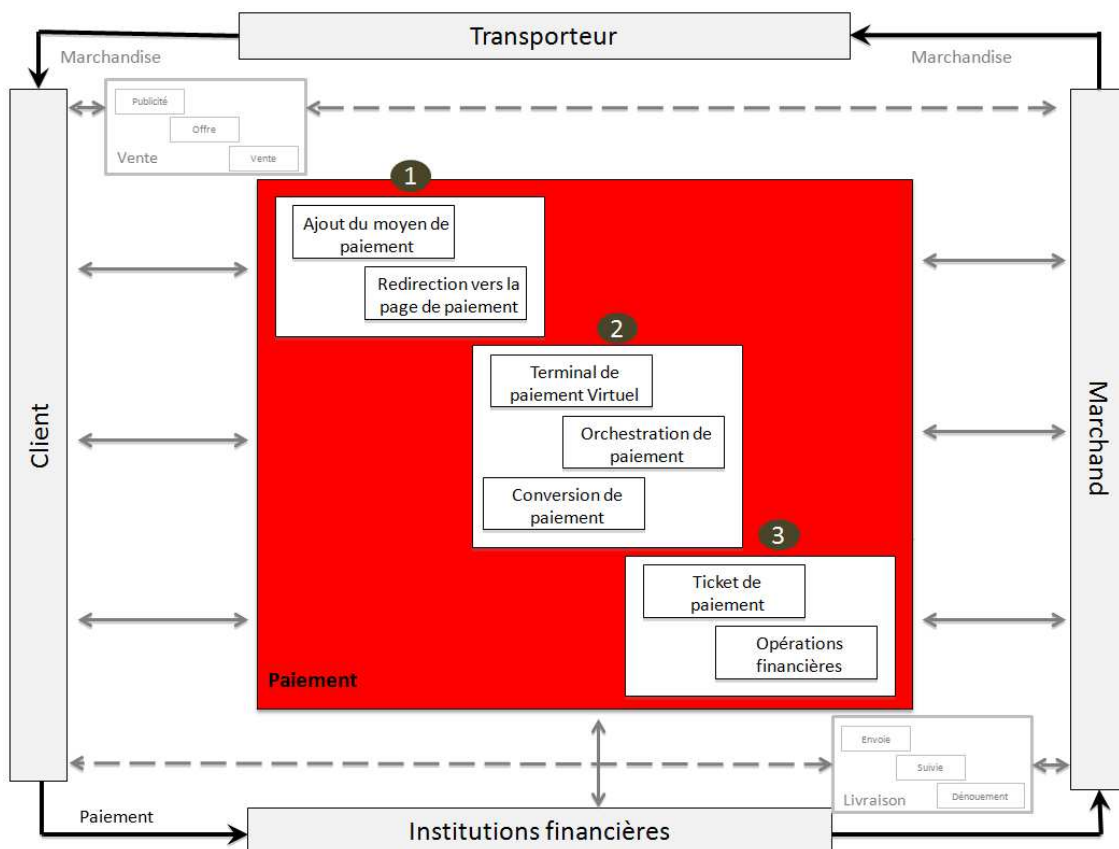 Transporteur
Marchandise
Marchandise
Publicité
Offre
Vente
Vente
1
Ajout du moyen de
paiement
Redirection vers la
page de paiement
2
Terminal de
paiement Virtuel
Orchestration de
paiement
Conversion de
paiement
3
Ticket de
paiement
Opérations
financières
Paiement
Client
Marchand
Envoie
Suivie
Dénouement
Livraison
Paiement
Institutions financières